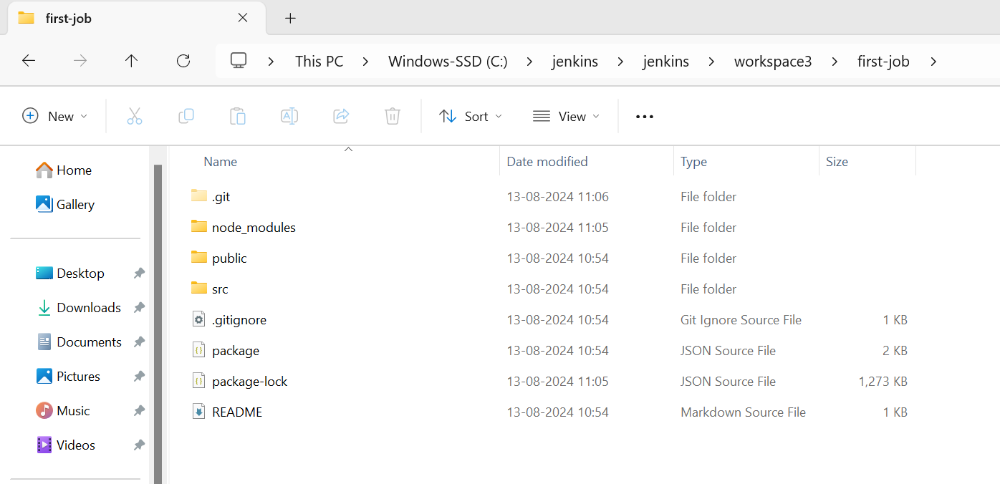 first-job
This PC Windows-SSD (C:) jenkins jenkins workspace3 first-job
New Sort View
Home
Gallery
Desktop
Downloads
Documents
Pictures
Music
Videos
Name Date modified Type Size
.git 13-08-2024 11:06 File folder
node_modules 13-08-2024 11:05 File folder
public 13-08-2024 10:54 File folder
src 13-08-2024 10:54 File folder
.gitignore 13-08-2024 10:54 Git Ignore Source File 1 KB
package 13-08-2024 10:54 JSON Source File 2 KB
package-lock 13-08-2024 11:05 JSON Source File 1,273 KB
README 13-08-2024 10:54 Markdown Source File 1 KB